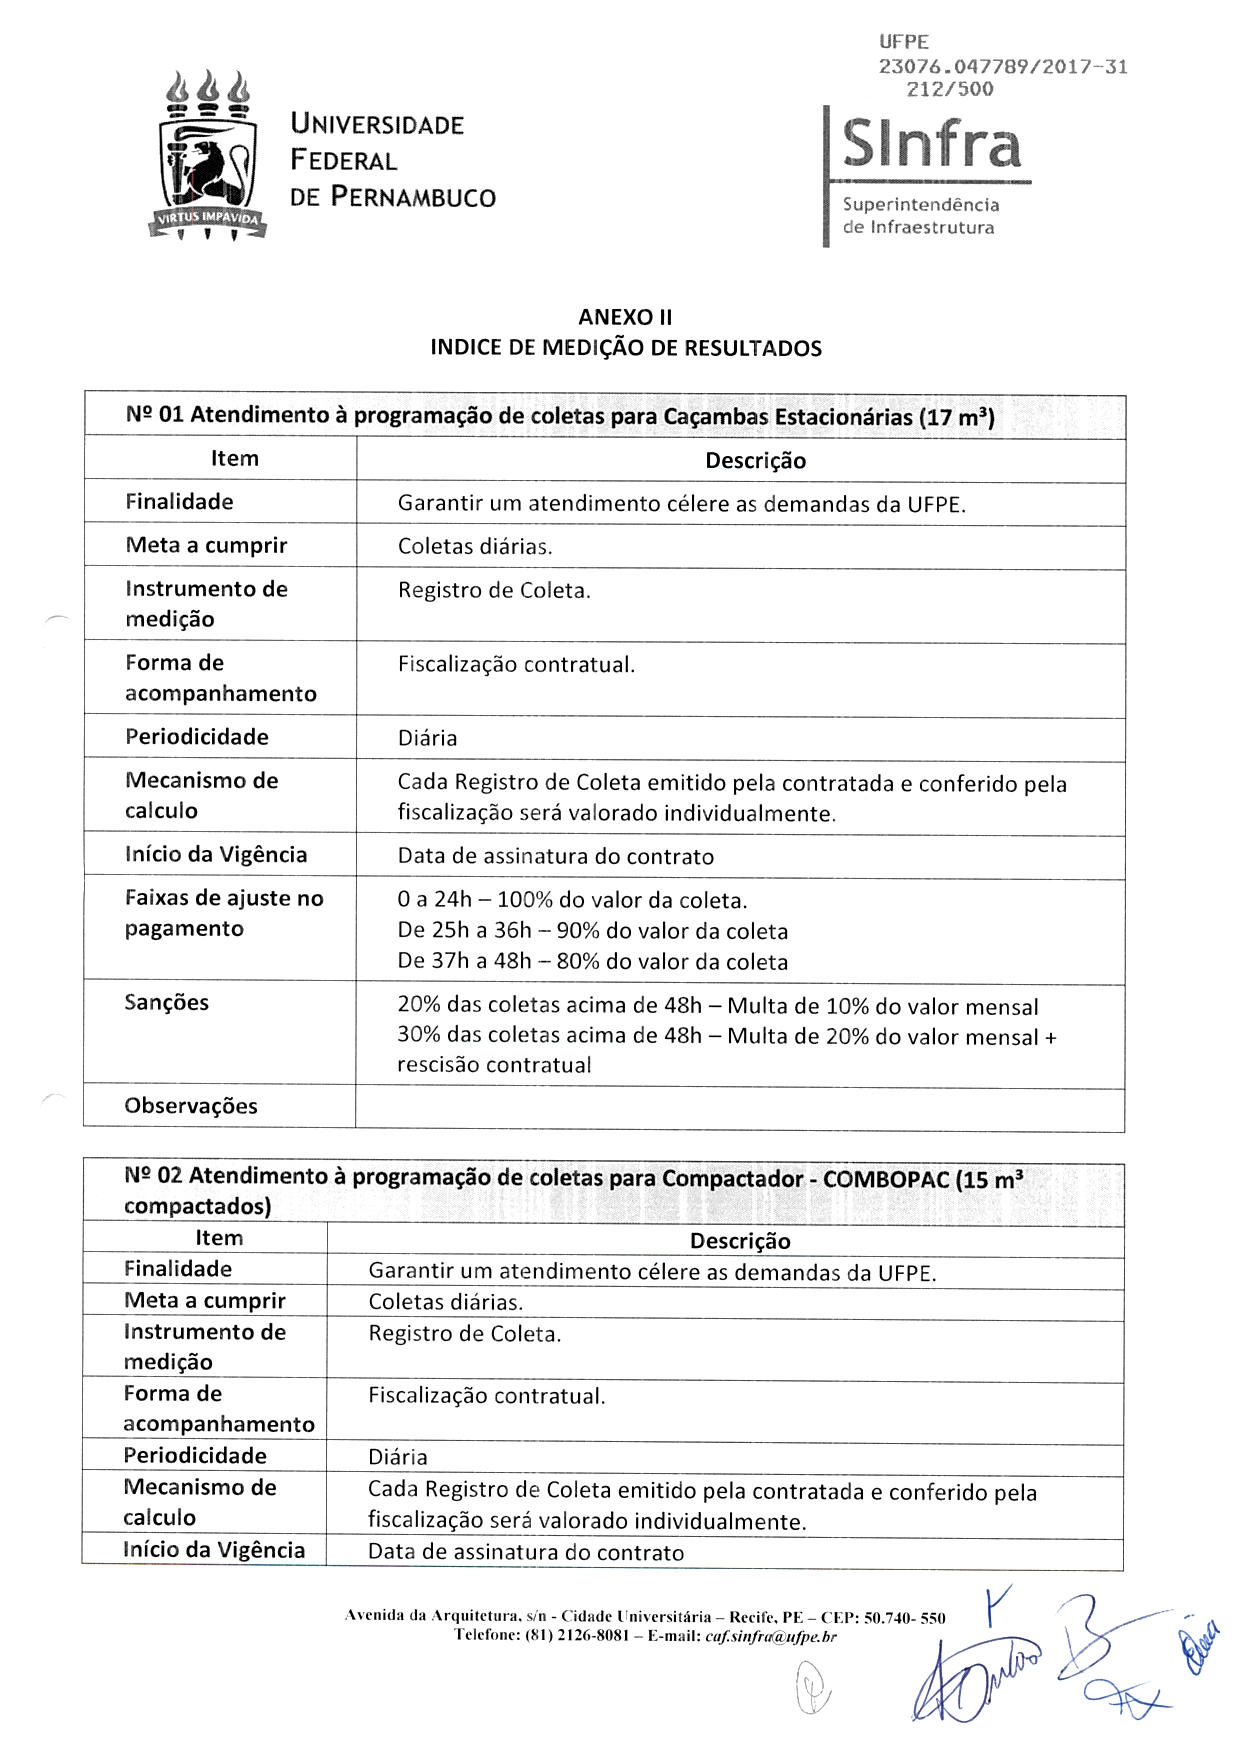 UFPE
23076.047789/2017-31
212/500
UNIVERSIDADE
FEDERAL
DE PERNAMBUCO
VIRTUS IMPAVIDA
SInfra
Superintendência
de Infraestrutura
ANEXO II
INDICE DE MEDIÇÃO DE RESULTADOS
Nº 01 Atendimento à programação de coletas para Caçambas Estacionárias (17 m³)
Item Descrição
Finalidade Garantir um atendimento célere as demandas da UFPE.
Meta a cumprir Coletas diárias.
Instrumento de Registro de Coleta.
medição
Forma de Fiscalização contratual.
acompanhamento
Periodicidade Diária
Mecanismo de Cada Registro de Coleta emitido pela contratada e conferido pela
calculo fiscalização será valorado individualmente.
Início da Vigência Data de assinatura do contrato
Faixas de ajuste no 0 a 24h – 100% do valor da coleta.
pagamento De 25h a 36h – 90% do valor da coleta
De 37h a 48h – 80% do valor da coleta
Sanções 20% das coletas acima de 48h – Multa de 10% do valor mensal
30% das coletas acima de 48h – Multa de 20% do valor mensal +
rescisão contratual
Observações
Nº 02 Atendimento à programação de coletas para Compactador - COMBOPAC (15 m³
compactados)
Item Descrição
Finalidade Garantir um atendimento célere as demandas da UFPE.
Meta a cumprir Coletas diárias.
Instrumento de Registro de Coleta.
medição
Forma de Fiscalização contratual.
acompanhamento
Periodicidade Diária
Mecanismo de Cada Registro de Coleta emitido pela contratada e conferido pela
calculo fiscalização será valorado individualmente.
Início da Vigência Data de assinatura do contrato
Avenida da Arquitetura, s/n - Cidade Universitária – Recife, PE – CEP: 50.740- 550
Telefone: (81) 2126-8081 – E-mail: caf.sinfra@ufpe.br